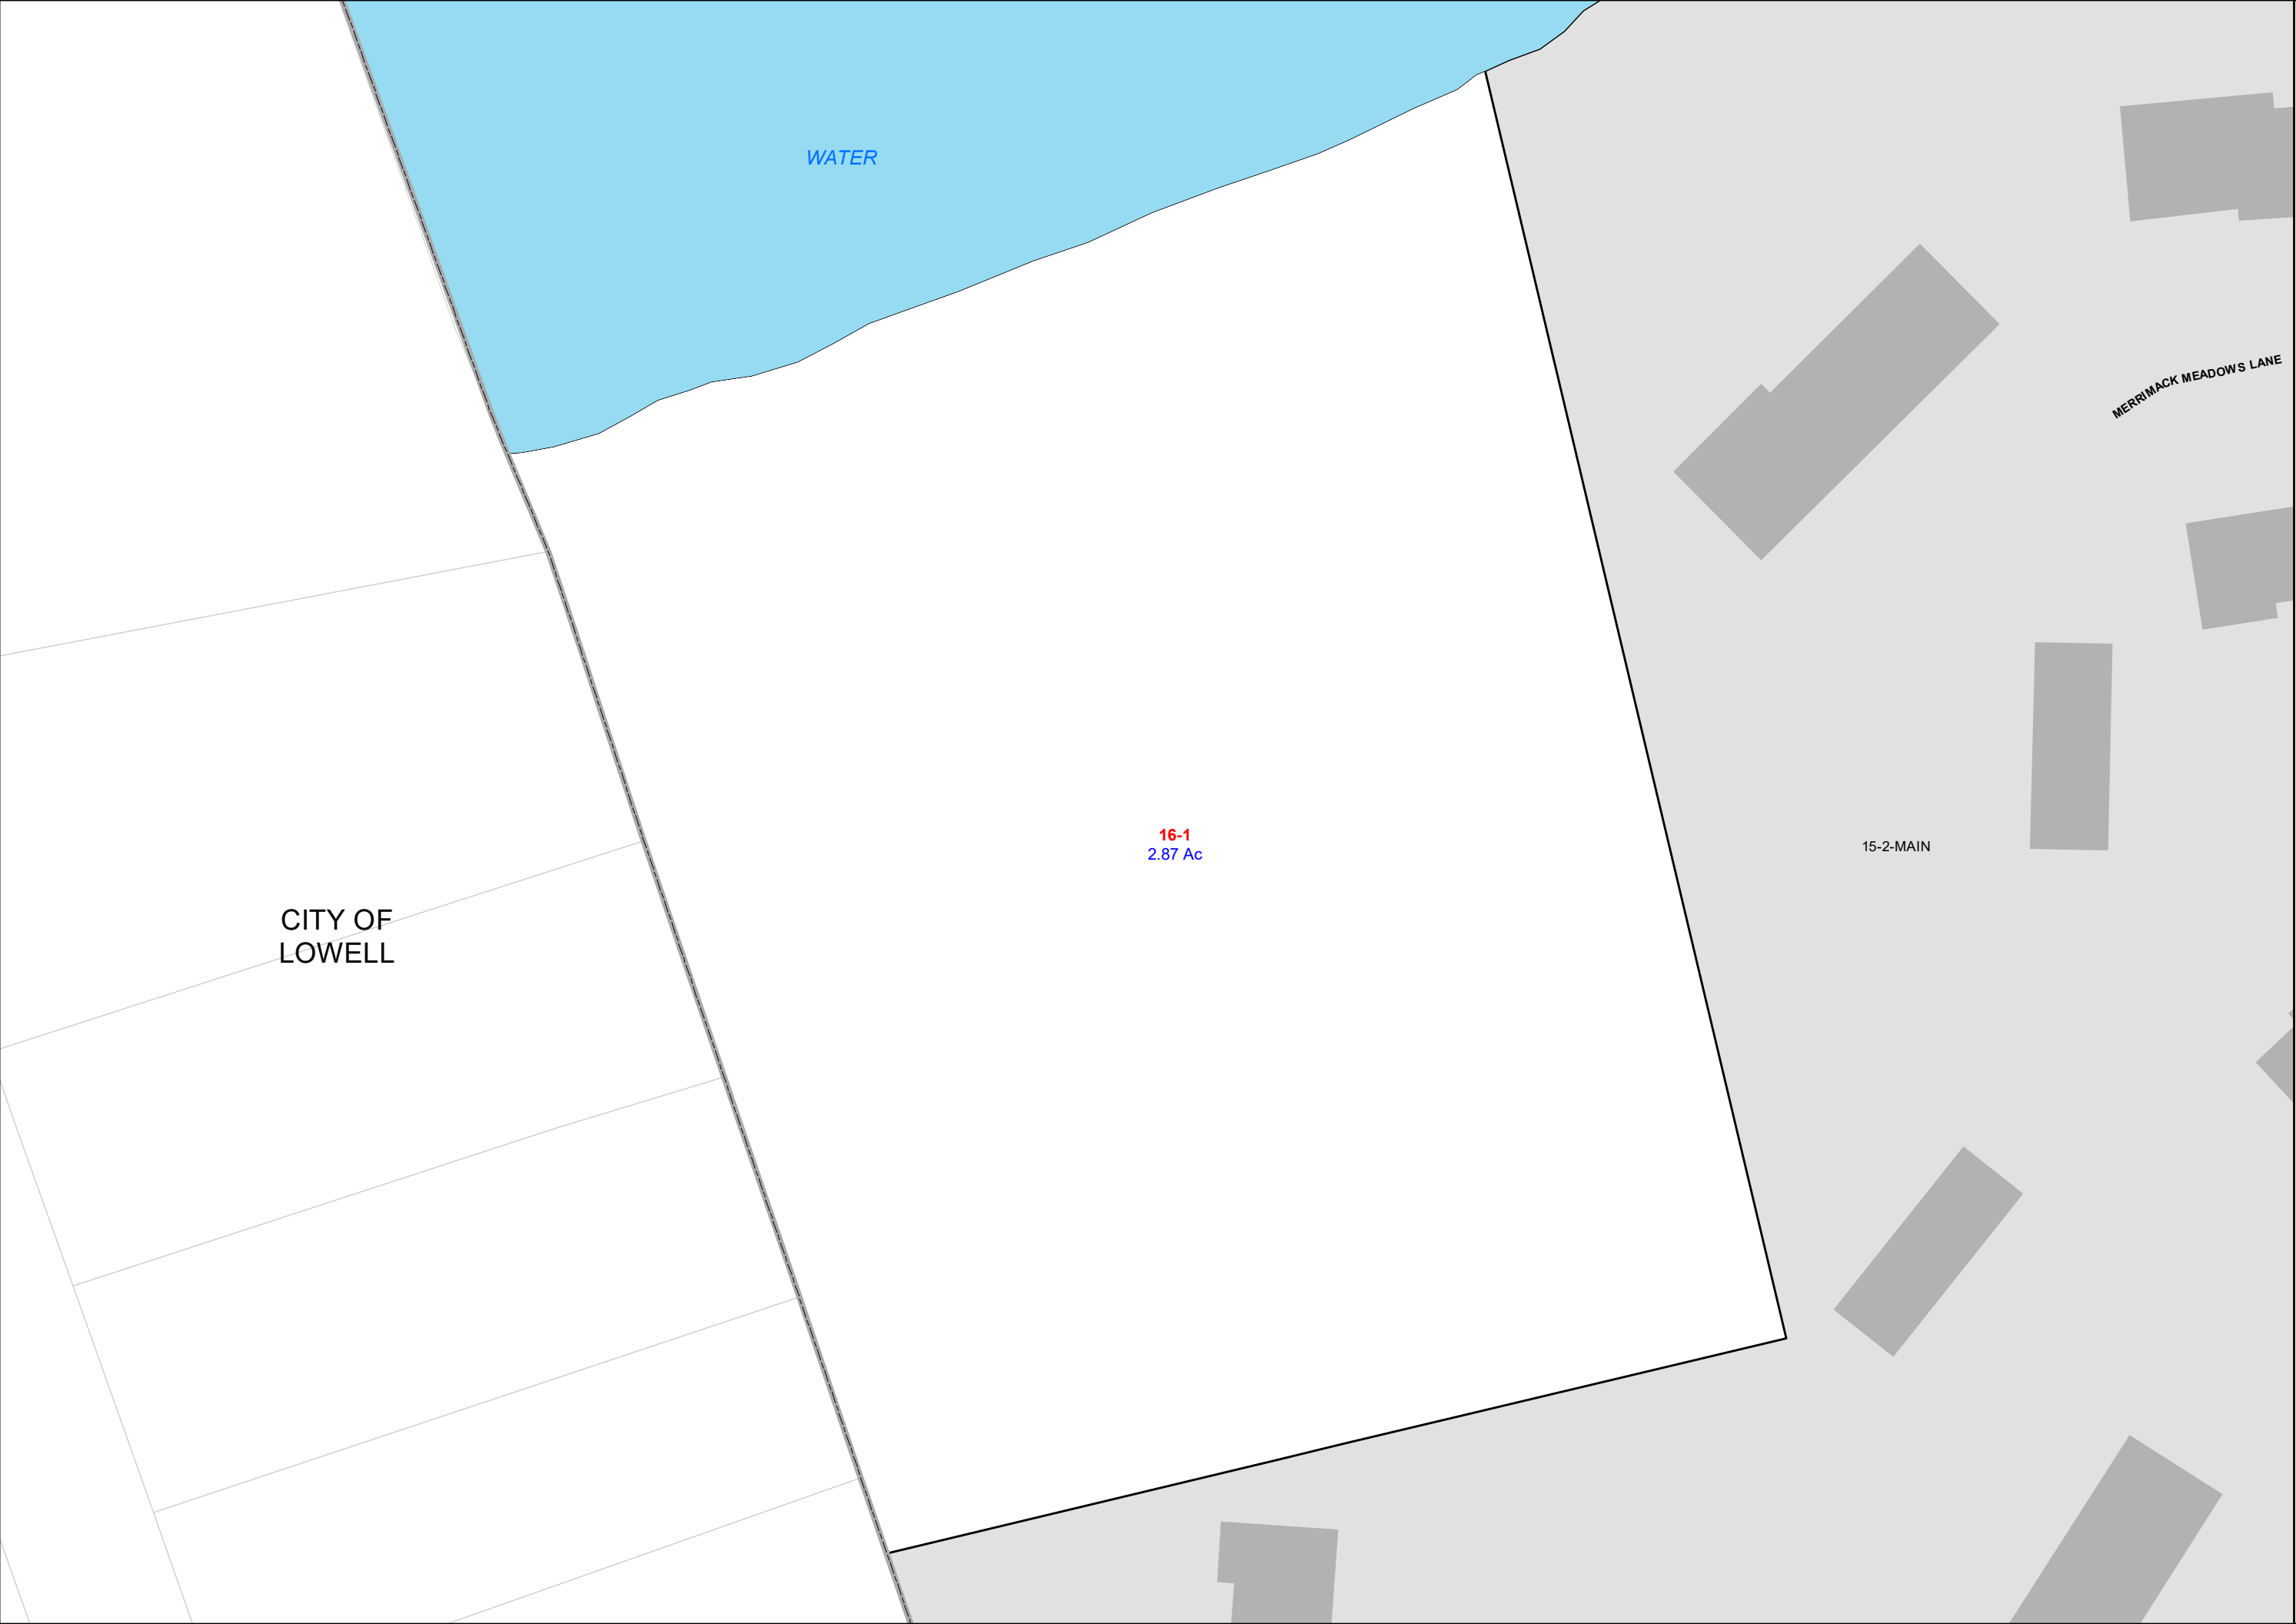 WATER
MERRIMACK MEADOWS LANE
16-1
2.87 Ac
15-2-MAIN
CITY OF
LOWELL